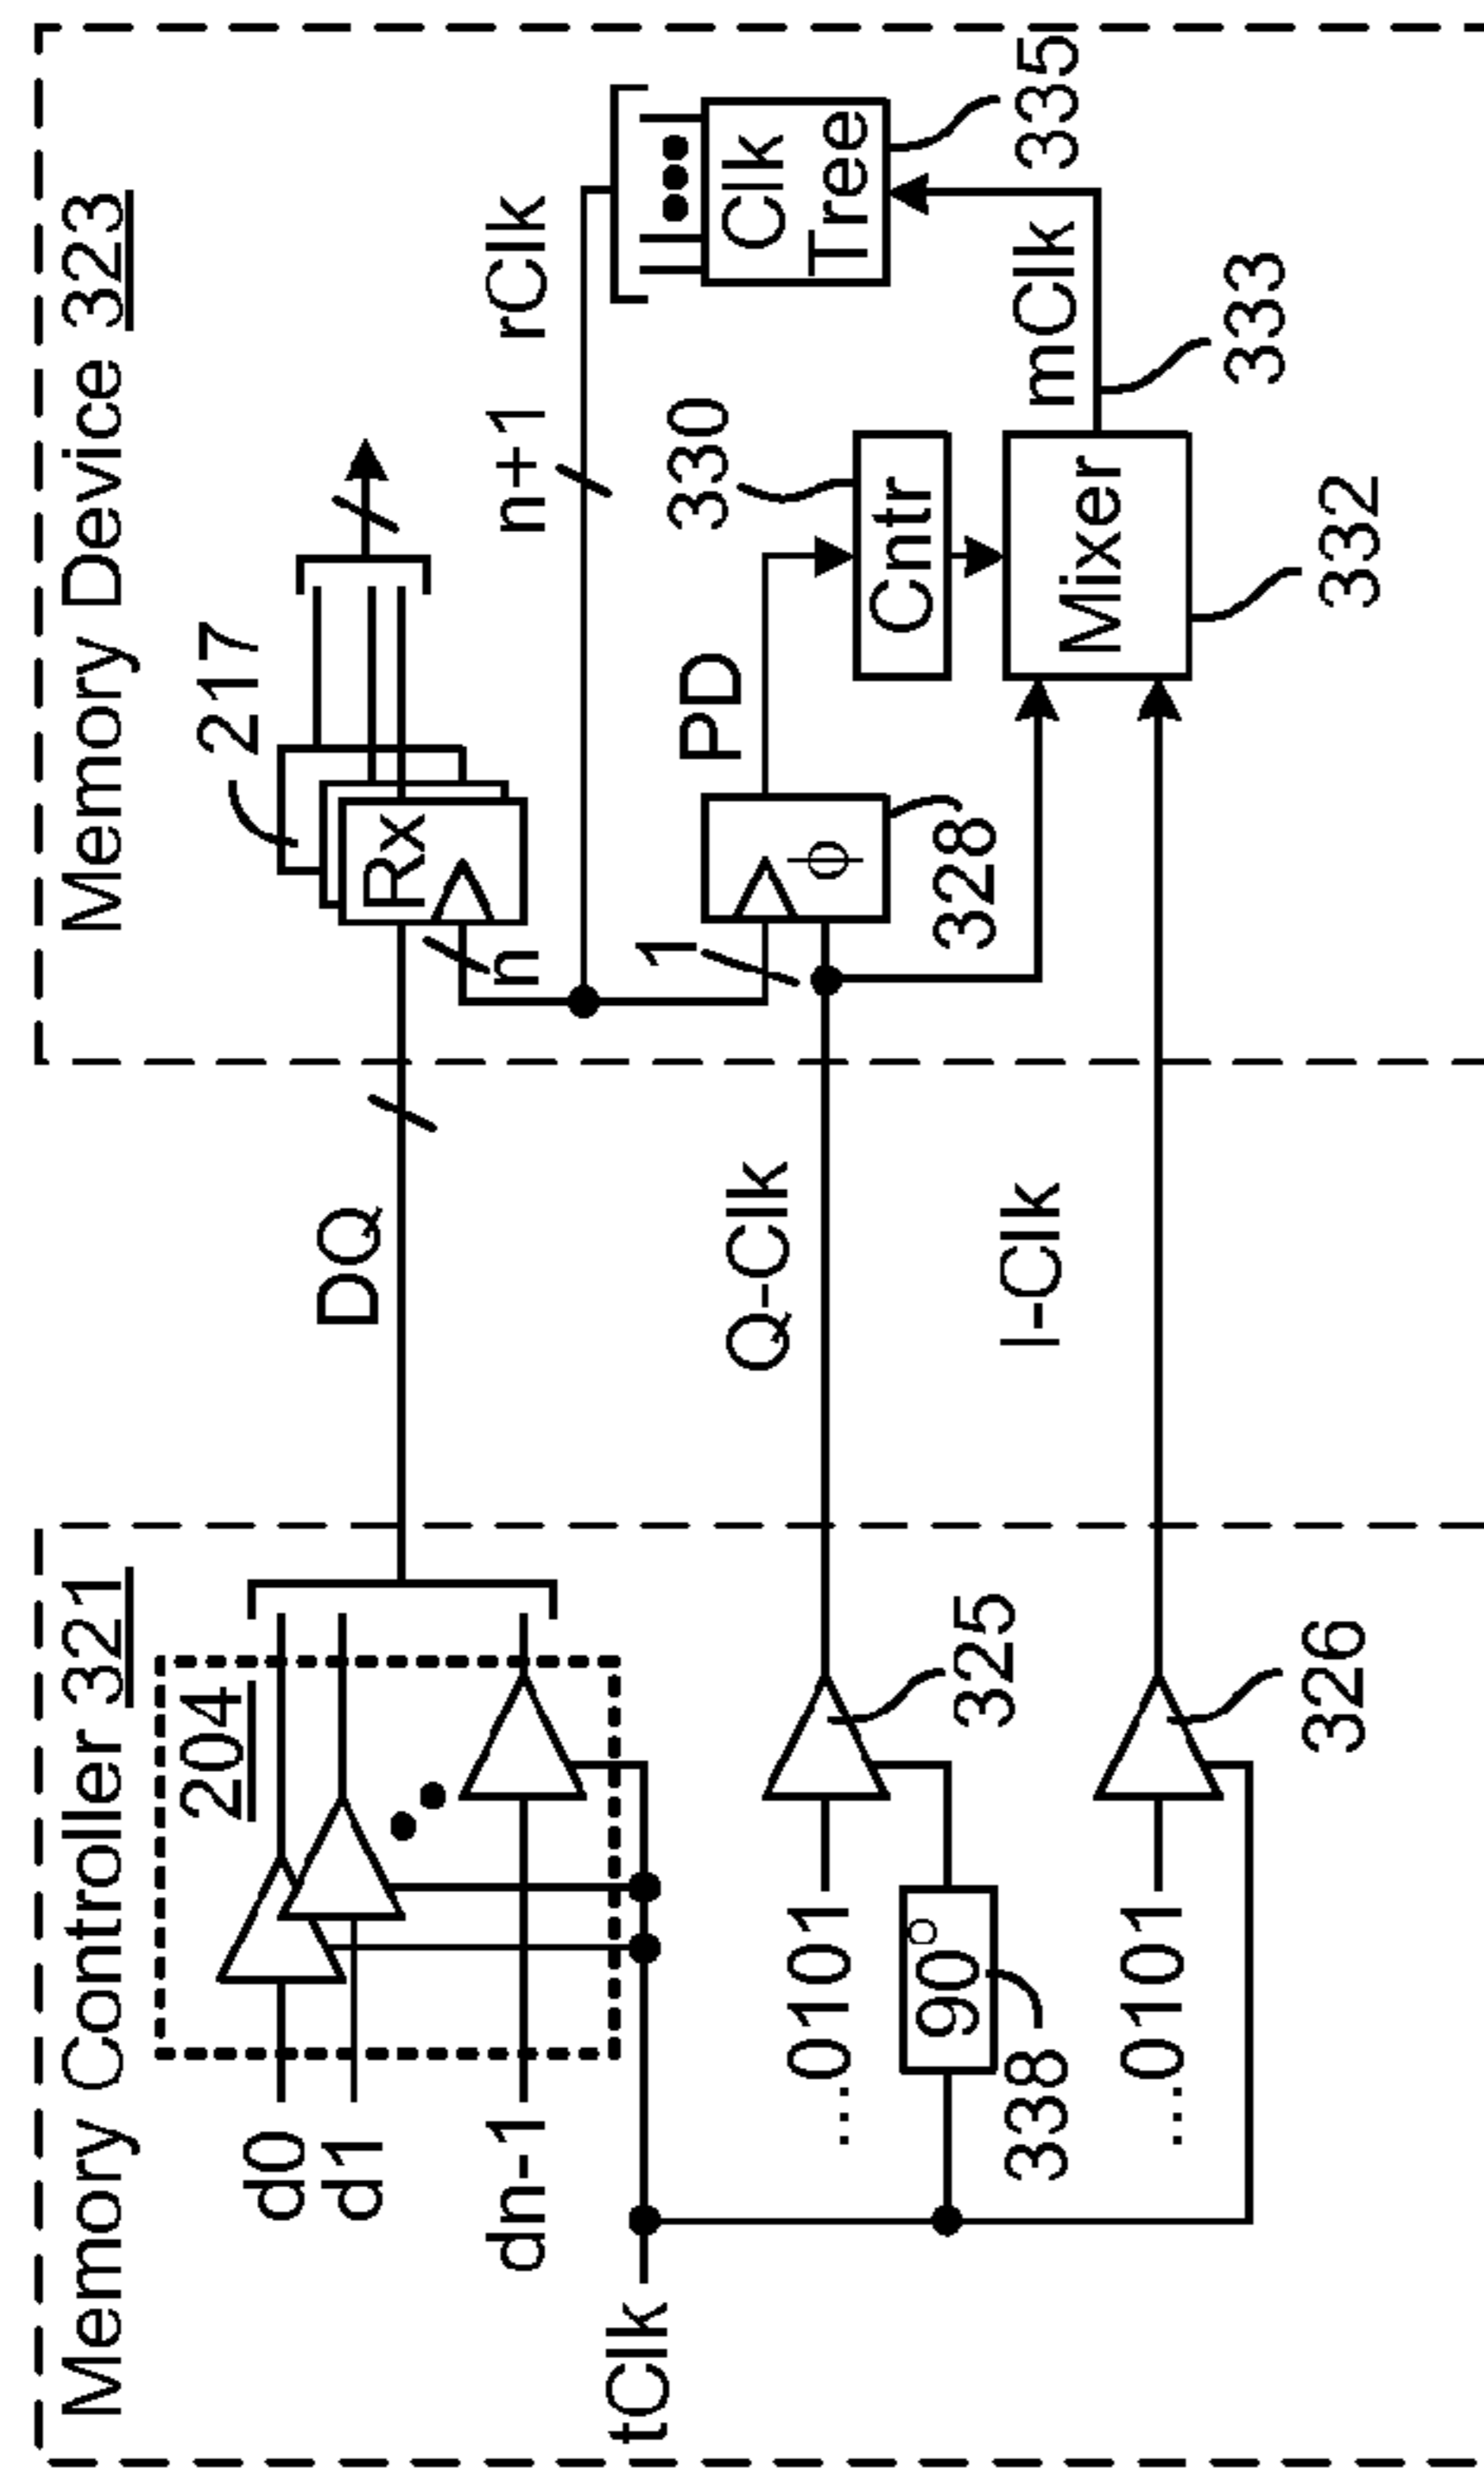 Memory Controller 321
Memory Device 323
204
d0
d1
dn-1
tClk
...0101
325
90°
338
...0101
326
DQ
Q-Clk
I-Clk
217
Rx
n
n+1 rClk
1
PD
ϕ
328
330
Cntr
Mixer
332
mClk
333
Clk
Tree
335